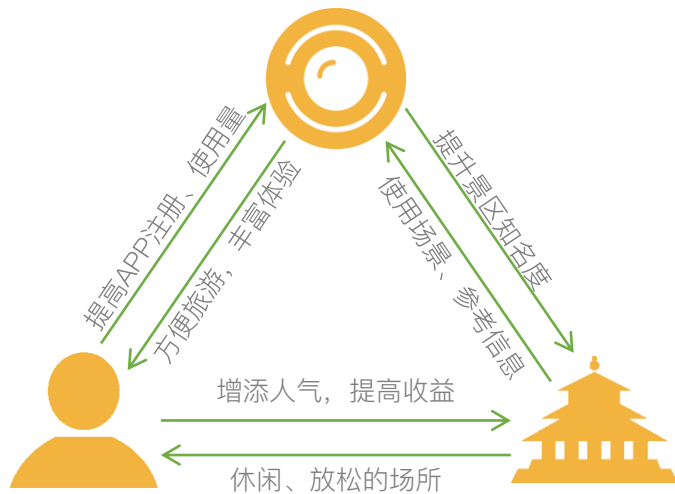 提高APP注册、使用量
方便旅游，丰富体验
提升景区知名度
使用场景、参考信息
增添人气，提高收益
休闲、放松的场所